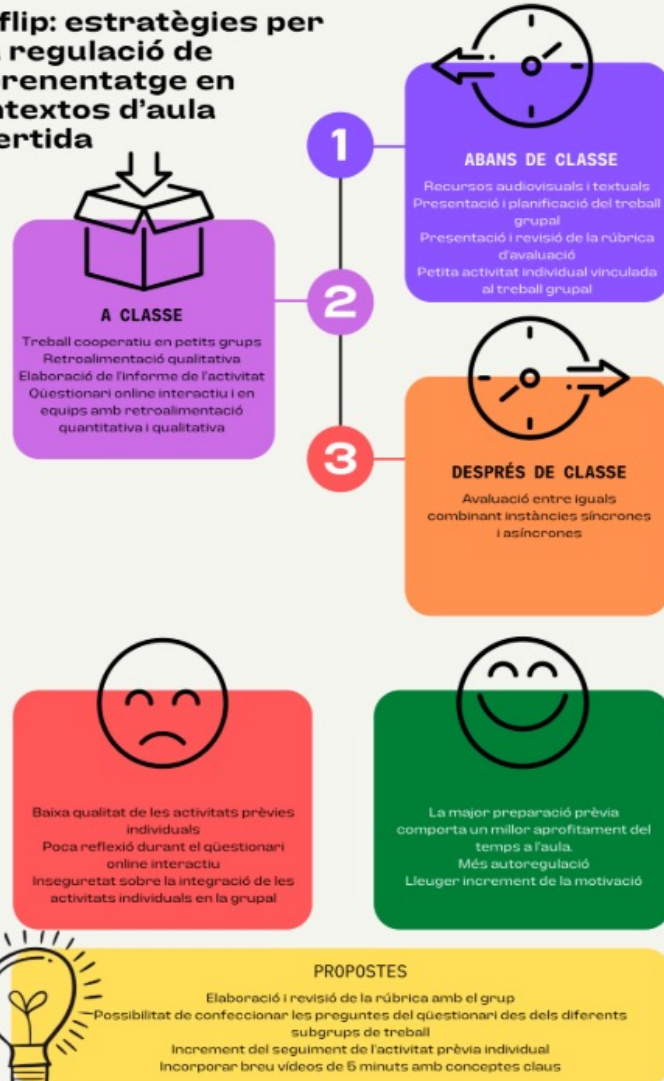 flip: estratègies per
regulació de
d'aula
1
ABANS DE CLASSE
Recursos audiovisuals i textuals
Presentació i planificació del treball
grupal
Presentació i revisió de la rúbrica
d'avaluació
Petita activitat individual vinculada
al treball grupal
2
A CLASSE
Treball cooperatiu en petits grups
Retroalimentació qualitativa
Elaboració de l'informe de l'activitat
Qüestionari online interactiu i en
equips amb retroalimentació
quantitativa i qualitativa
3
DESPRÉS DE CLASSE
Avaluació entre iguals
combinant instàncies síncrones
i asíncrones
Baixa qualitat de les activitats prèvies
individuals
Poca reflexió durant el qüestionari
online interactiu
Inseguretat sobre la integració de les
activitats individuals en la grupal
La major preparació prèvia
comporta un millor aprofitament del
temps a l'aula.
Més autoregulació
Lleuger increment de la motivació
PROPOSTES
Elaboració i revisió de la rúbrica amb el grup
Possibilitat de confeccionar les preguntes del qüestionari des dels diferents
subgrups de treball
Increment del seguiment de l'activitat prèvia individual
Incorporar breu vídeos de 5 minuts amb conceptes claus